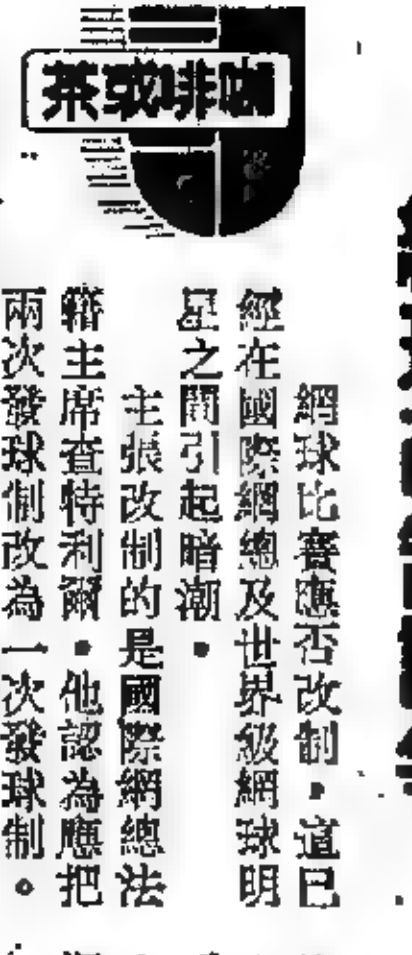 茶或啡咖
網球比賽應否改制，這已
經在國際網總及世界級網球明
星之間引起暗潮。
主張改制的是國際網總法
籍主席查特利爾。他認為應把
兩次發球制改為一次發球制。